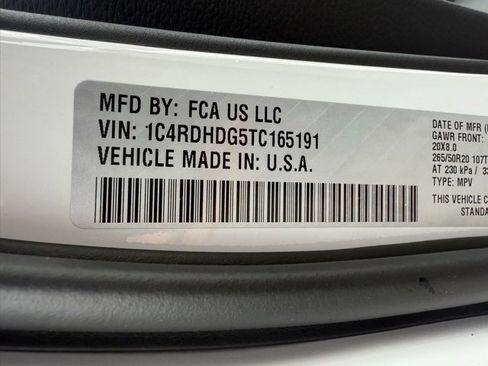 MFD BY: FCA US LLC
VIN: 1C4RDHDG5TC165191
VEHICLE MADE IN: U.S.A.
DATE OF MFR
GAWR FRONT:
20X8.0
265/50R20 107T
AT 230 kPa /
TYPE: MPV
THIS VEHICLE
STANDA